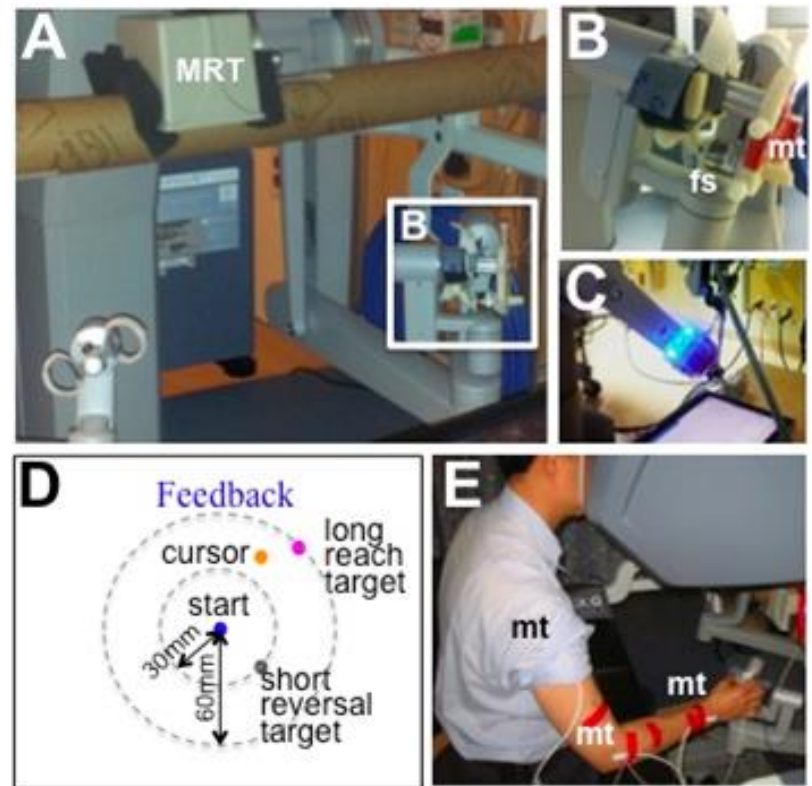 A
MRT
B
B
mt
fs
C
D
Feedback
cursor
long
reach
target
start
30mm
60mm
short
reversal
target
E
mt
mt
mt